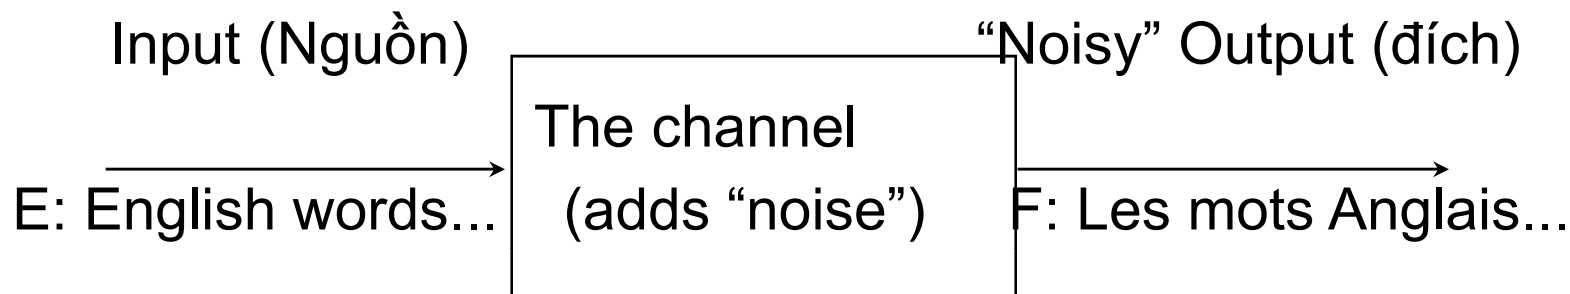 Input (Nguồn)
“Noisy” Output (đích)
The channel
(adds “noise”)
E: English words...
F: Les mots Anglais...